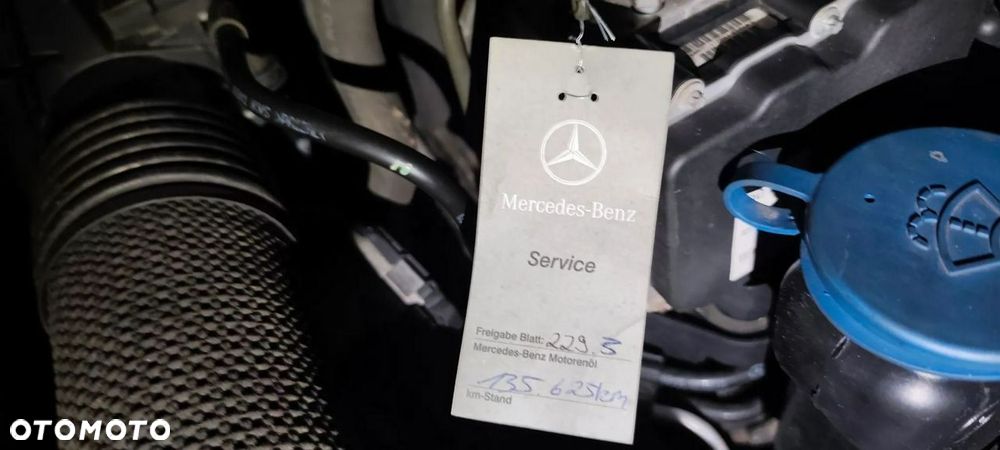 Mercedes-Benz
Service
Freigabe Blatt: 229.3
Mercedes-Benz Motorenöl
135.625km
km-Stand
OTOMOTO